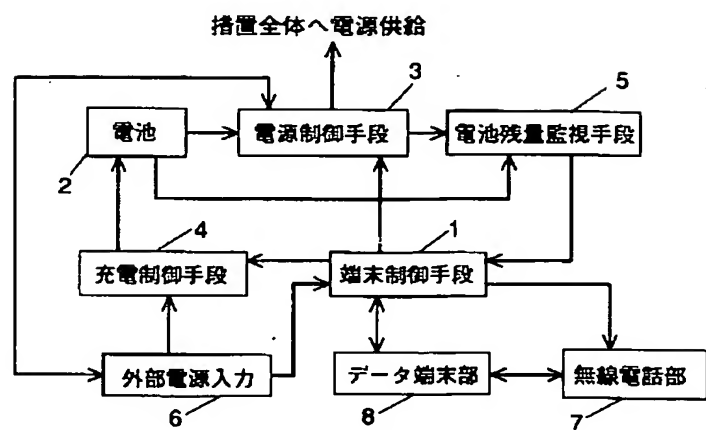 措置全体へ電源供給
3
5
電池
電源制御手段
電池残量監視手段
2
4
1
充電制御手段
端末制御手段
外部電源入力
データ端末部
無線電話部
6
8
7